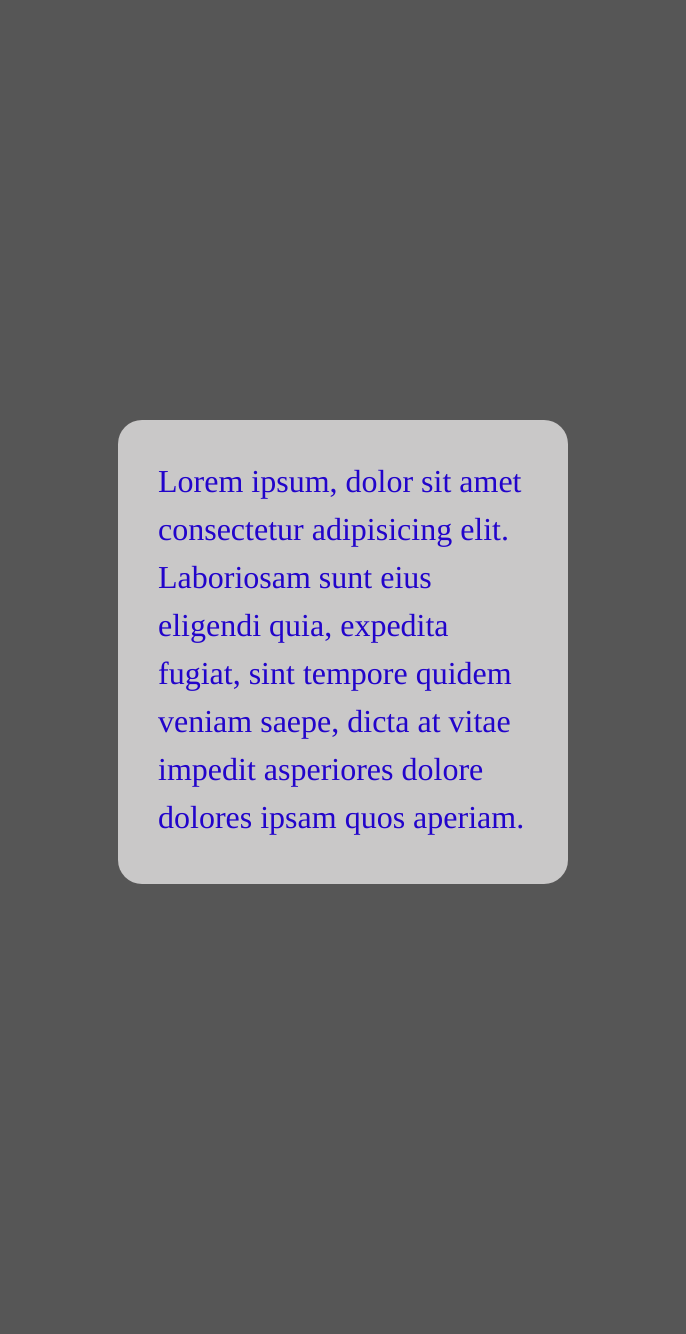 Lorem ipsum, dolor sit amet
consectetur adipisicing elit.
Laboriosam sunt eius
eligendi quia, expedita
fugiat, sint tempore quidem
veniam saepe, dicta at vitae
impedit asperiores dolore
dolores ipsam quos aperiam.